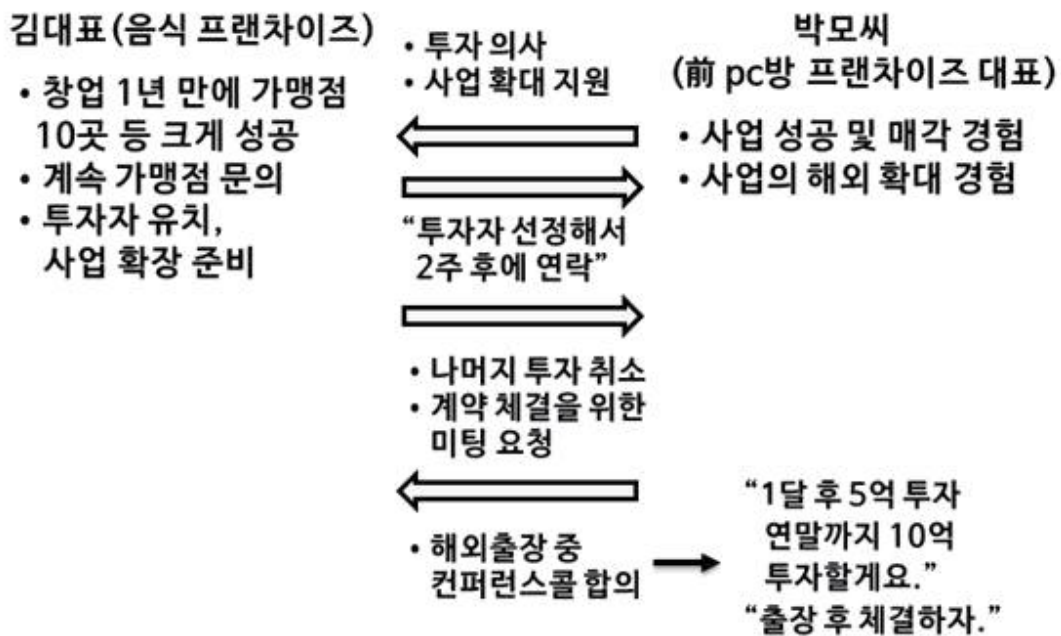 김대표 (음식 프랜차이즈)
• 창업 1년 만에 가맹점
10곳 등 크게 성공
• 계속 가맹점 문의
• 투자자 유치,
사업 확장 준비
• 투자 의사
• 사업 확대 지원
박모씨
(前 pc방 프랜차이즈 대표)
• 사업 성공 및 매각 경험
• 사업의 해외 확대 경험
“투자자 선정해서
2주 후에 연락”
• 나머지 투자 취소
• 계약 체결을 위한
미팅 요청
• 해외출장 중
컨퍼런스콜 합의
“1달 후 5억 투자
연말까지 10억
투자할게요.”
“출장 후 체결하자.”